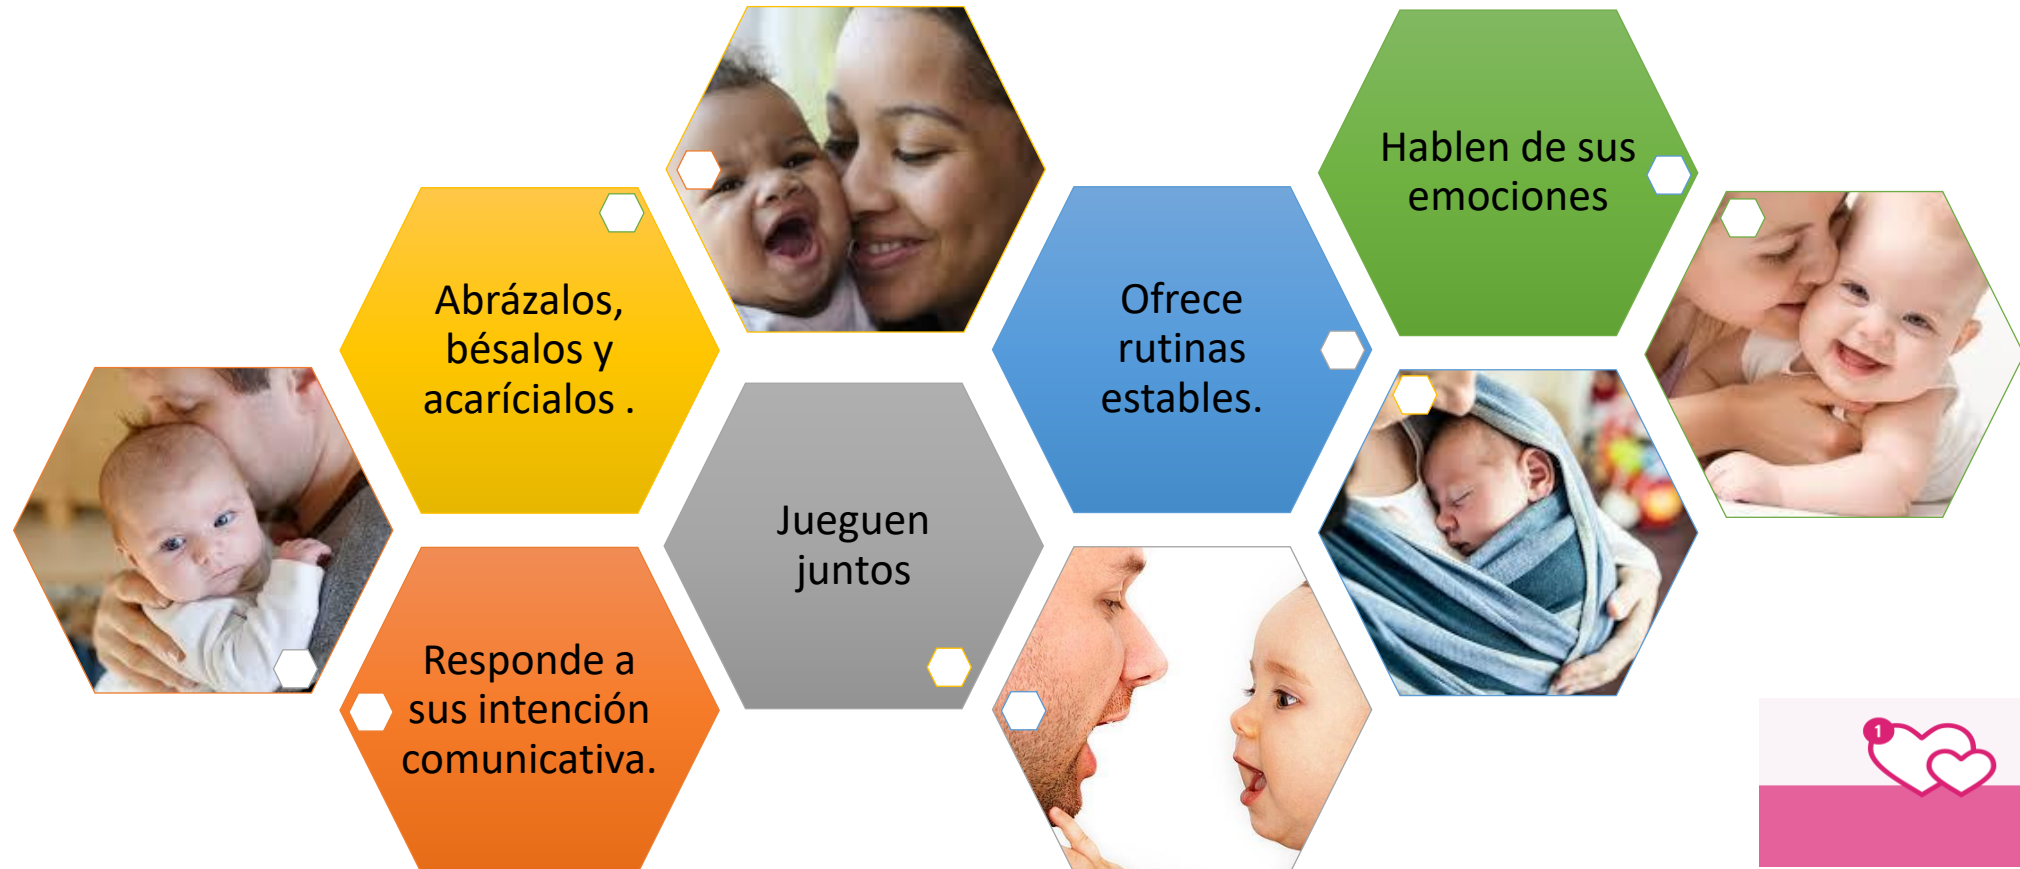 Abrázalos,
bésalos y
acarícialos .
Responde a
sus intención
comunicativa.
Jueguen
juntos
Ofrece
rutinas
estables.
Hablen de sus
emociones
1